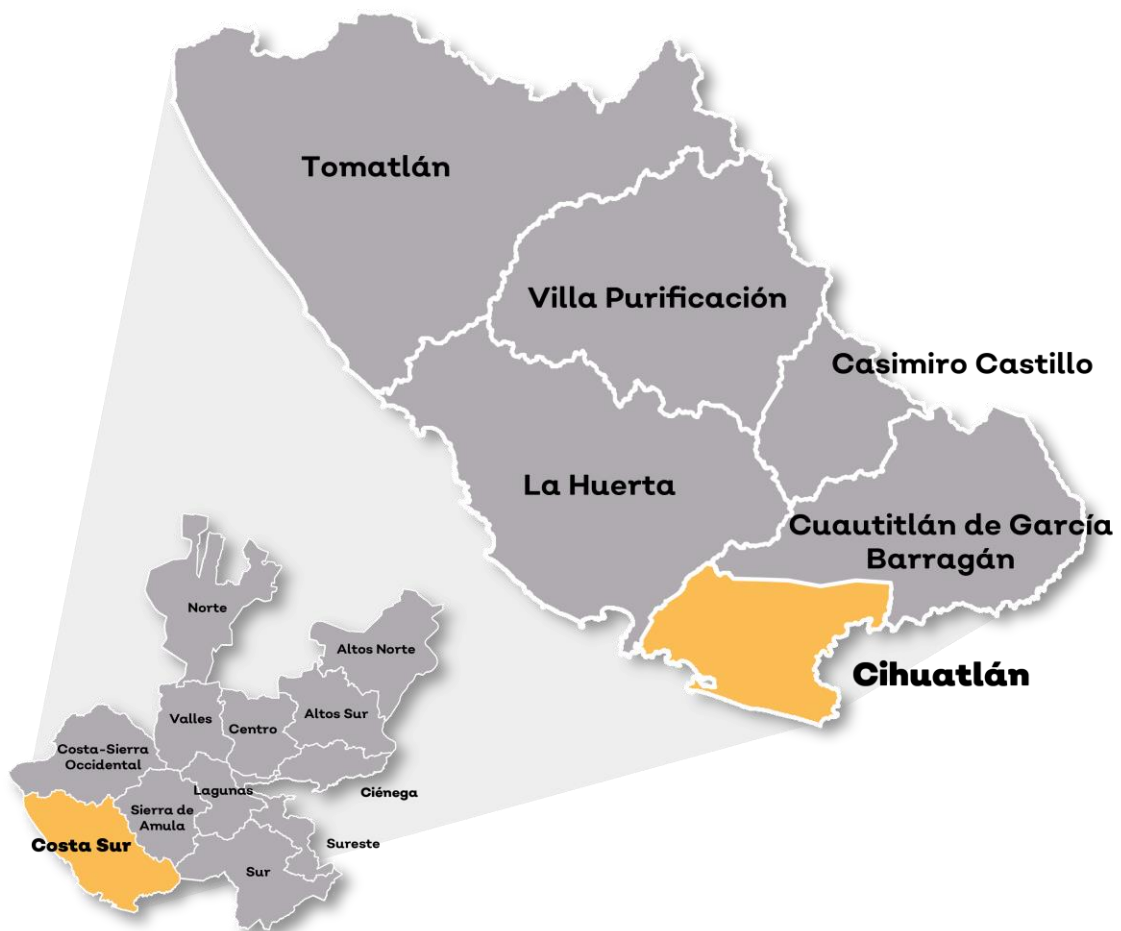 Tomatlán
Villa Purificación
Casimiro Castillo
La Huerta
Cuautitlán de García
Barragán
Cihuatlán
Norte
Altos Norte
Valles
Centro
Altos Sur
Costa-Sierra
Occidental
Lagunas
Ciénega
Sierra de
Amula
Costa Sur
Sureste
Sur